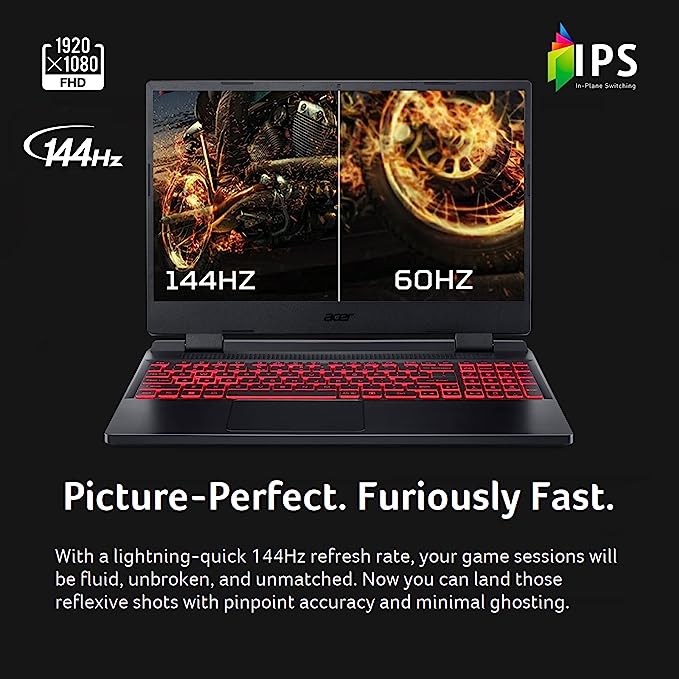 1920
×1080
FHD
IPS
In-Plane Switching
144Hz
144HZ
60HZ
acer
Picture-Perfect. Furiously Fast.
With a lightning-quick 144Hz refresh rate, your game sessions will
be fluid, unbroken, and unmatched. Now you can land those
reflexive shots with pinpoint accuracy and minimal ghosting.